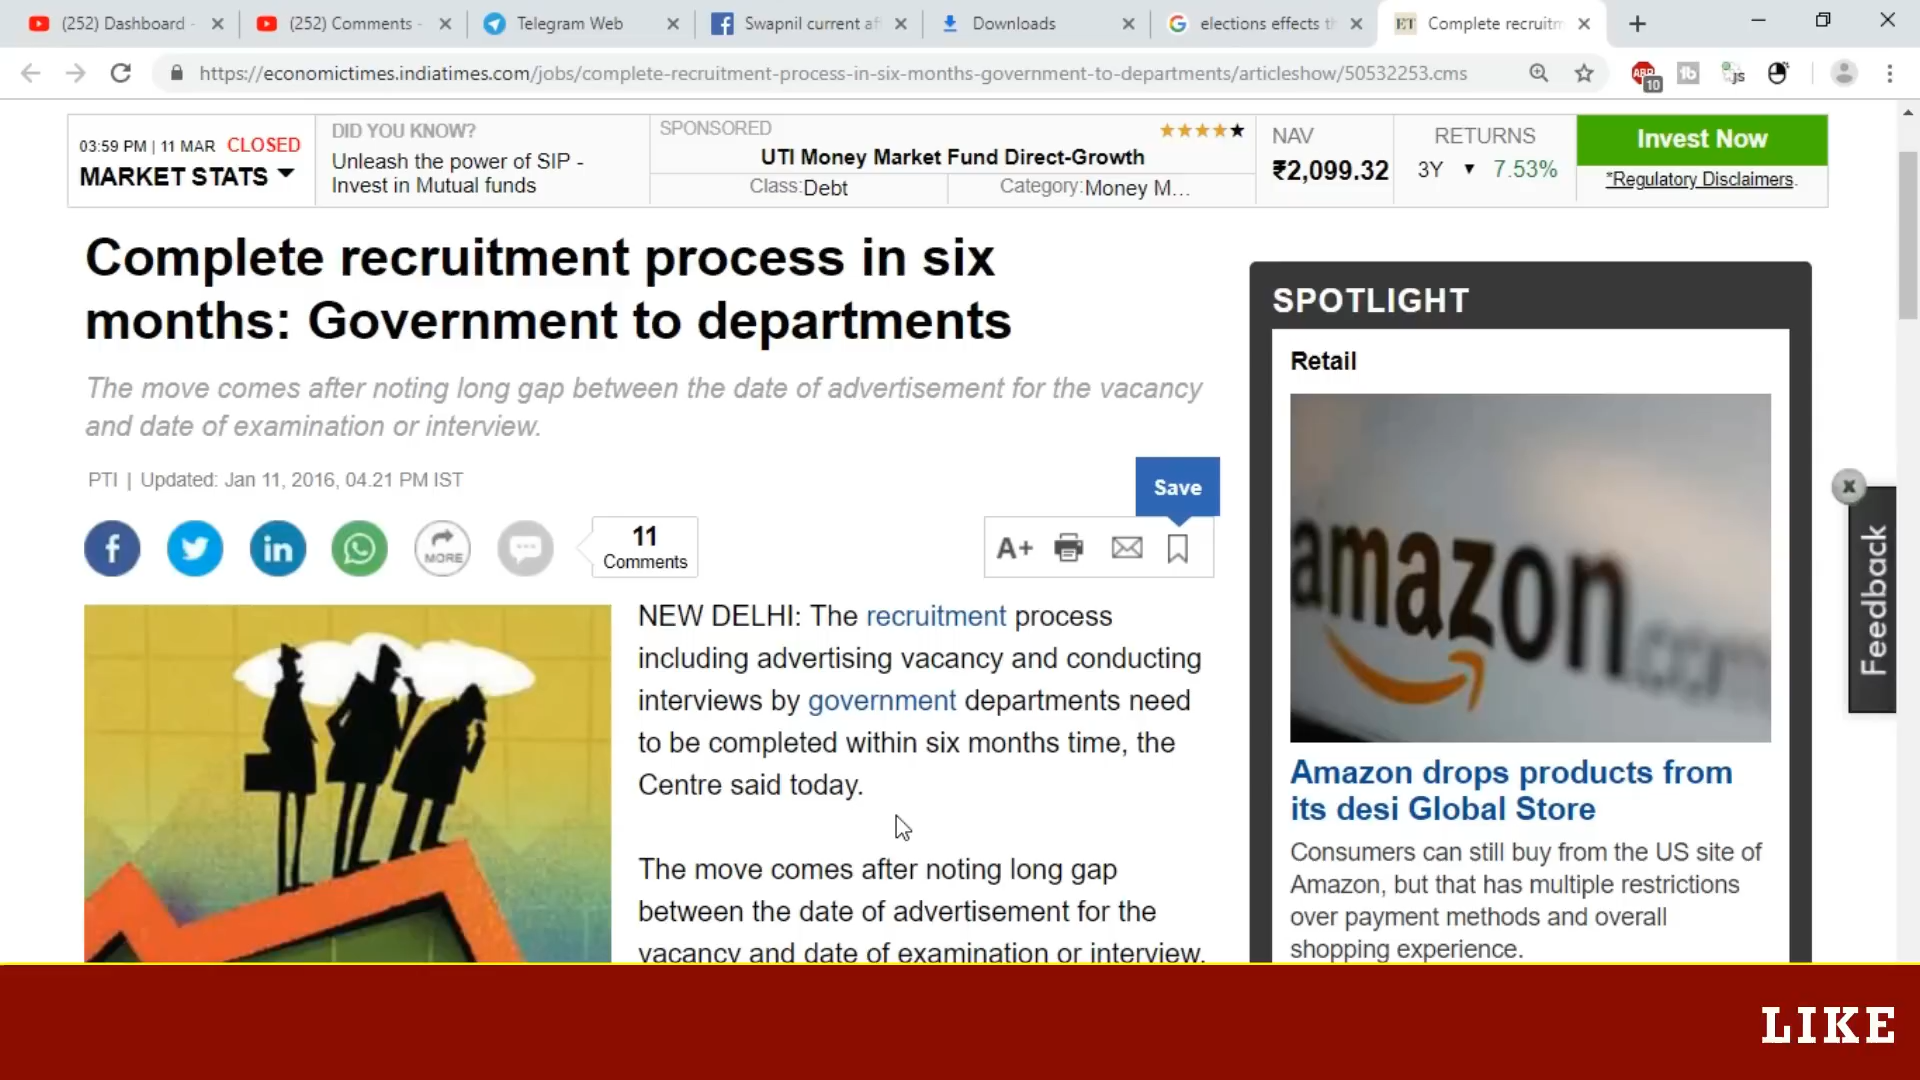 (252) Dashboard -
(252) Comments -
Telegram Web
Swapnil current af
Downloads
elections effects th
ET Complete recruitm
https://economictimes.indiatimes.com/jobs/complete-recruitment-process-in-six-months-government-to-departments/articleshow/50532253.cms
ABP
10
tb
js
03:59 PM | 11 MAR CLOSED
MARKET STATS
DID YOU KNOW?
Unleash the power of SIP -
Invest in Mutual funds
SPONSORED
UTI Money Market Fund Direct-Growth
Class:Debt
Category:Money M...
NAV
₹2,099.32
RETURNS
3Y 7.53%
Invest Now
*Regulatory Disclaimers.
Complete recruitment process in six
months: Government to departments
The move comes after noting long gap between the date of advertisement for the vacancy
and date of examination or interview.
PTI | Updated: Jan 11, 2016, 04.21 PM IST
Save
MORE
11
Comments
A+
NEW DELHI: The recruitment process
including advertising vacancy and conducting
interviews by government departments need
to be completed within six months time, the
Centre said today.
The move comes after noting long gap
between the date of advertisement for the
vacancy and date of examination or interview.
SPOTLIGHT
Retail
amazon.com
Amazon drops products from
its desi Global Store
Consumers can still buy from the US site of
Amazon, but that has multiple restrictions
over payment methods and overall
shopping experience.
x
Feedback
LIKE